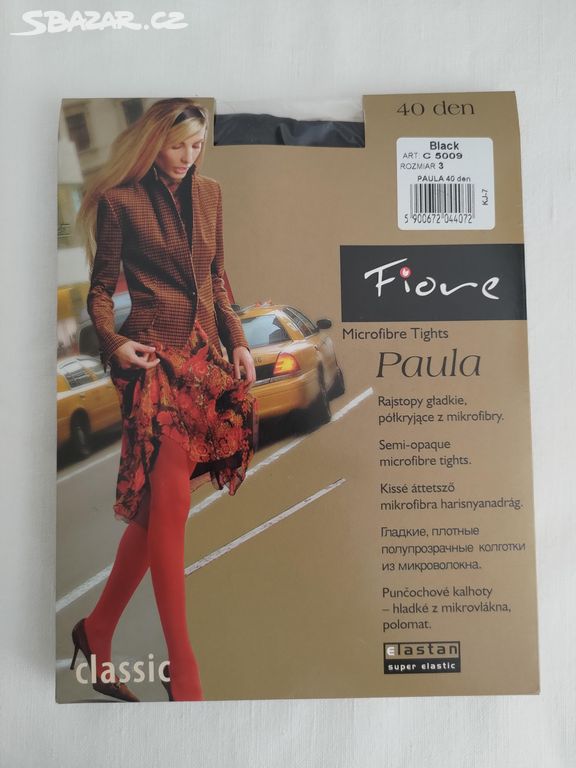 SBAZAR.CZ
40 den
Black
ART: C 5009
ROZMIAR 3
PAULA 40 den
5 900672 044072
KJ-7
Fiore
Microfibre Tights
Paula
Rajstopy gładkie,
półkryjące z mikrofibry.
Semi-opaque
microfibre tights.
Kissé áttetsző
mikrofibra harisnyanadrág.
Гладкие, плотные
полупрозрачные колготки
из микроволокна.
Punčochové kalhoty
– hladké z mikrovlákna,
polomat.
elastan
super elastic
classic